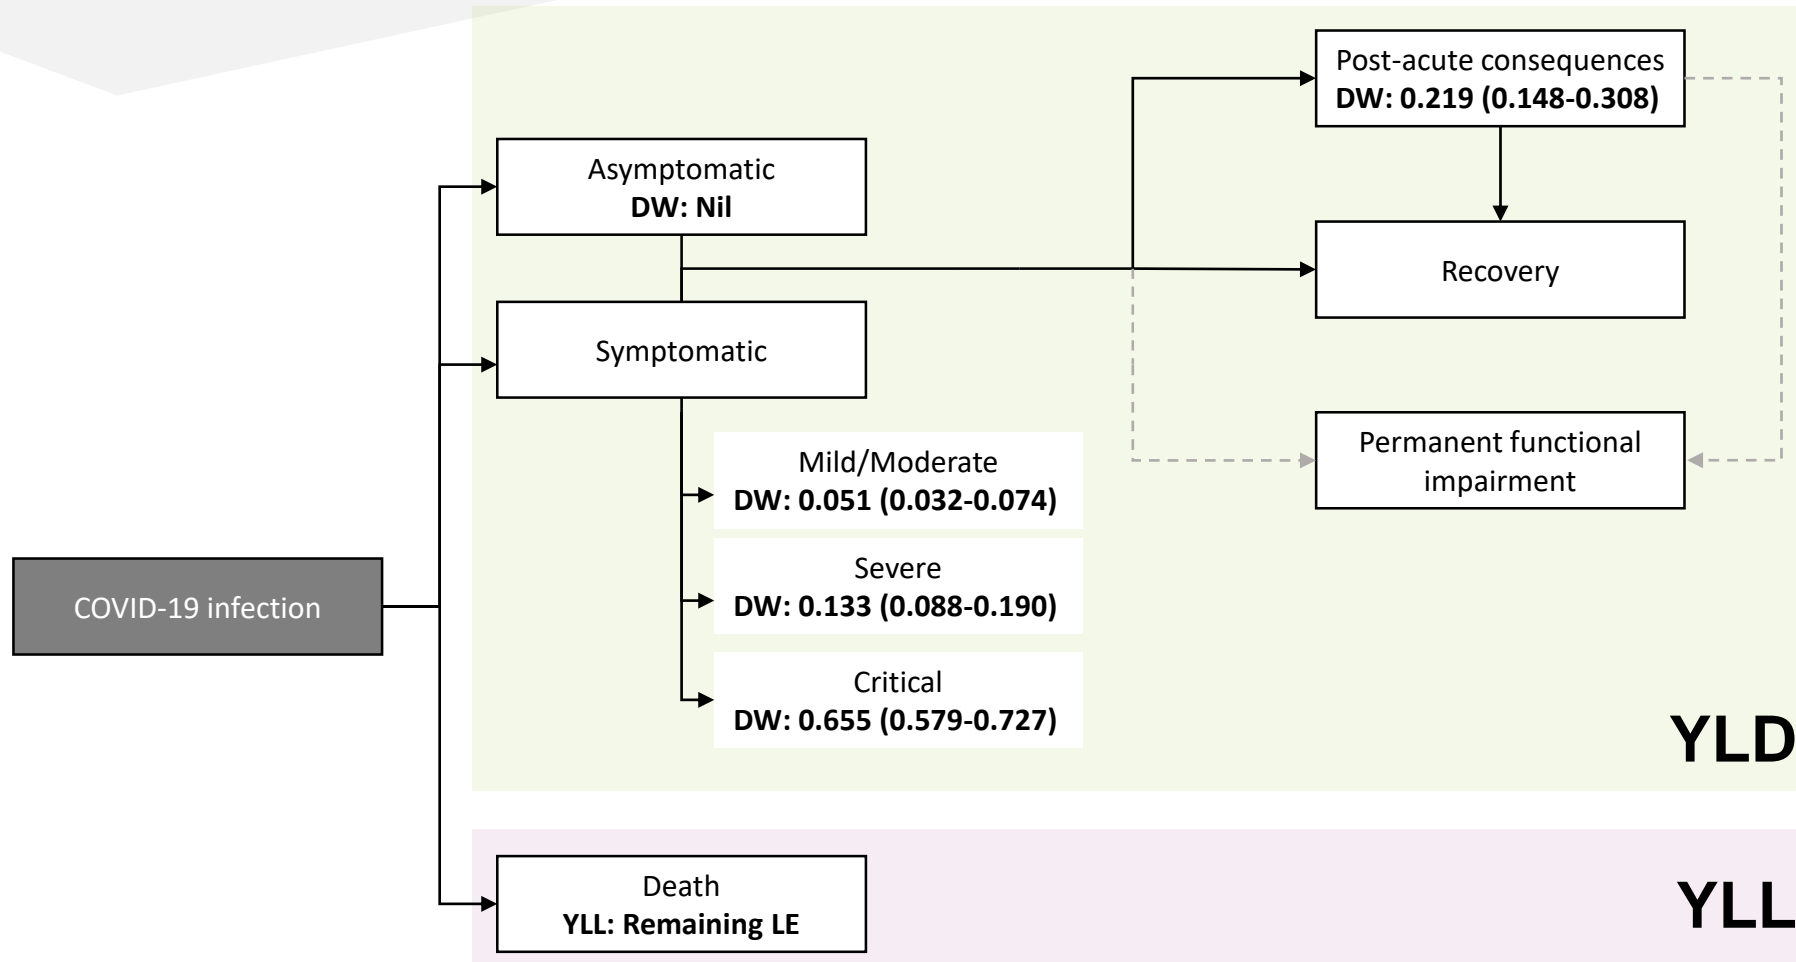 Post-acute consequences
DW: 0.219 (0.148-0.308)
Asymptomatic
DW: Nil
Recovery
Symptomatic
Permanent functional
impairment
Mild/Moderate
DW: 0.051 (0.032-0.074)
Severe
DW: 0.133 (0.088-0.190)
COVID-19 infection
Critical
DW: 0.655 (0.579-0.727)
YLD
Death
YLL: Remaining LE
YLL